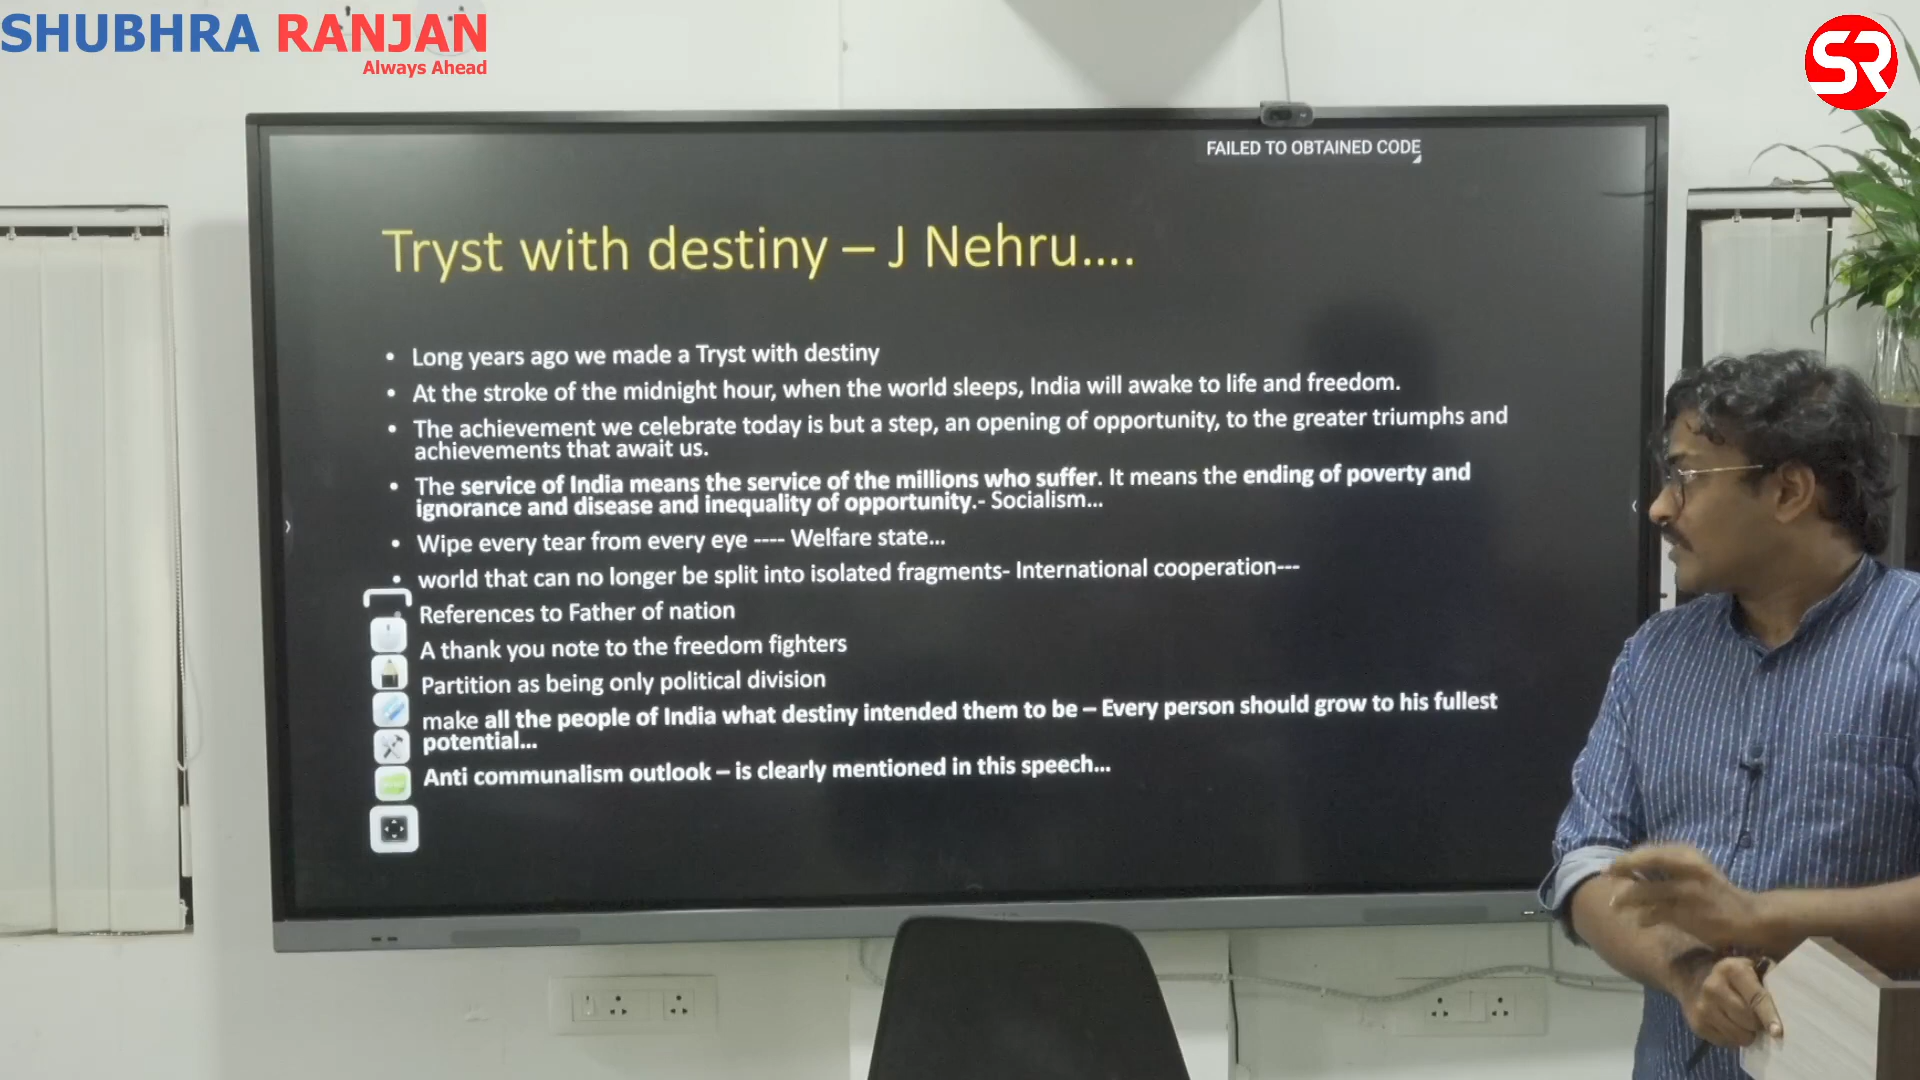 SHUBHRA RANJAN
Always Ahead
SR
FAILED TO OBTAINED CODE
Tryst with destiny – J Nehru....
• Long years ago we made a Tryst with destiny
• At the stroke of the midnight hour, when the world sleeps, India will awake to life and freedom.
• The achievement we celebrate today is but a step, an opening of opportunity, to the greater triumphs and
achievements that await us.
• The service of India means the service of the millions who suffer. It means the ending of poverty and
ignorance and disease and inequality of opportunity.- Socialism...
• Wipe every tear from every eye ---- Welfare state...
• world that can no longer be split into isolated fragments- International cooperation---
References to Father of nation
A thank you note to the freedom fighters
Partition as being only political division
make all the people of India what destiny intended them to be – Every person should grow to his fullest
potential...
Anti communalism outlook – is clearly mentioned in this speech...